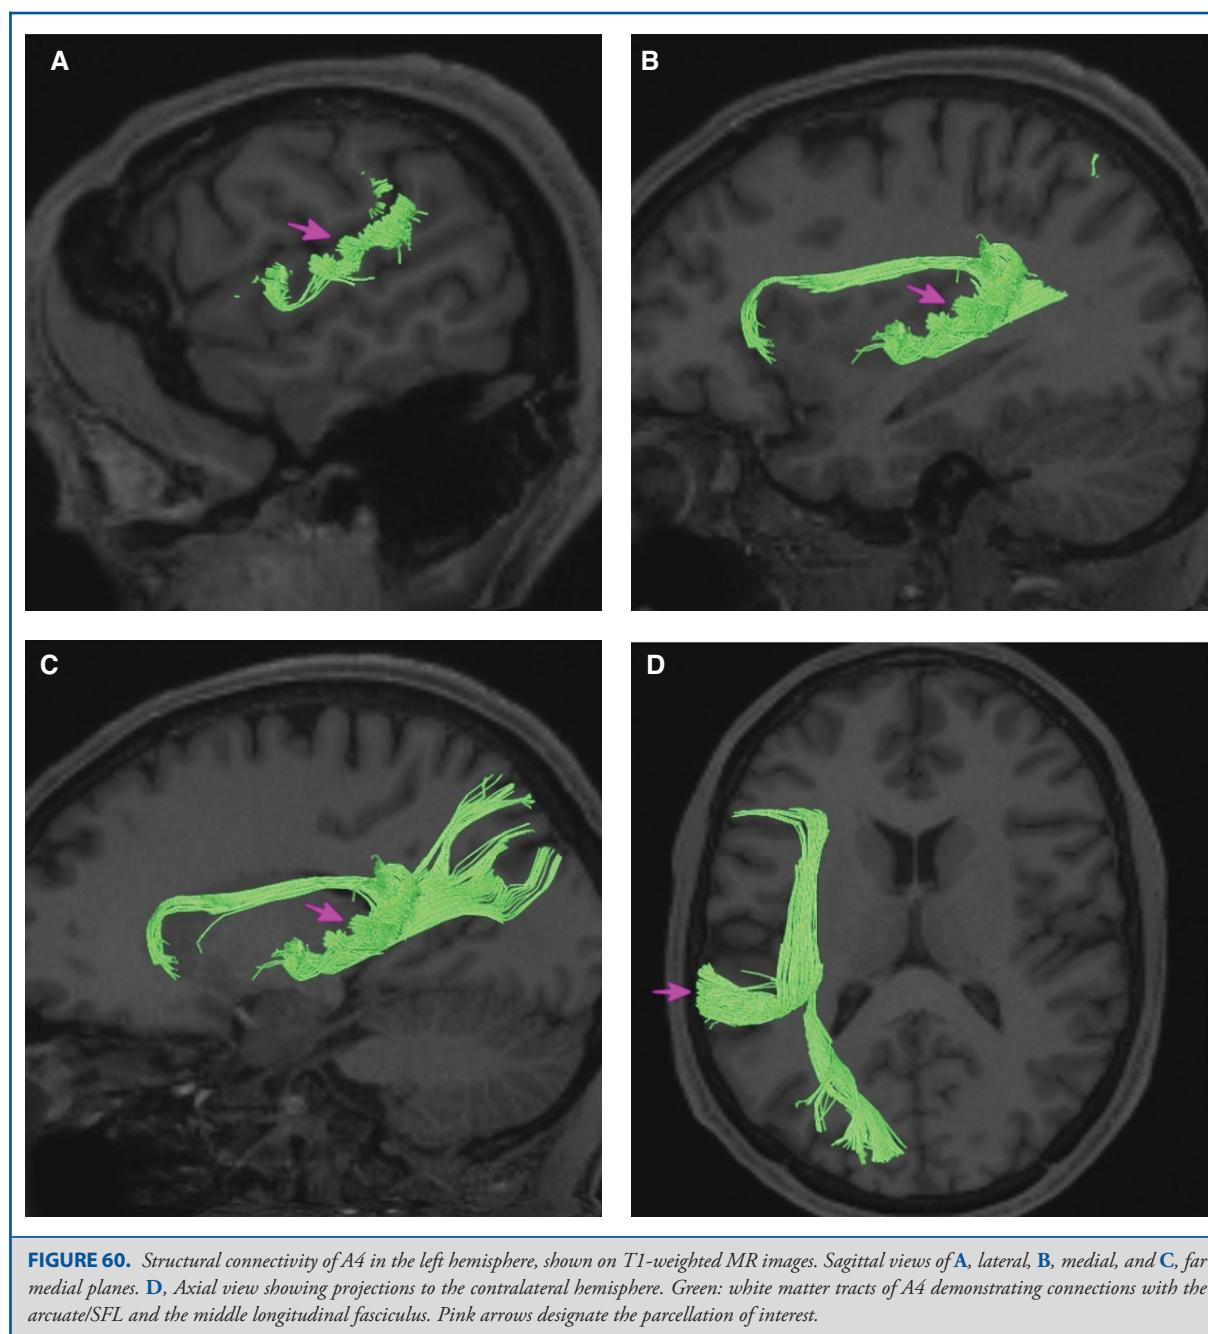 A
B
C
D
FIGURE 60. Structural connectivity of A4 in the left hemisphere, shown on T1-weighted MR images. Sagittal views of A, lateral, B, medial, and C, far
medial planes. D, Axial view showing projections to the contralateral hemisphere. Green: white matter tracts of A4 demonstrating connections with the
arcuate/SFL and the middle longitudinal fasciculus. Pink arrows designate the parcellation of interest.